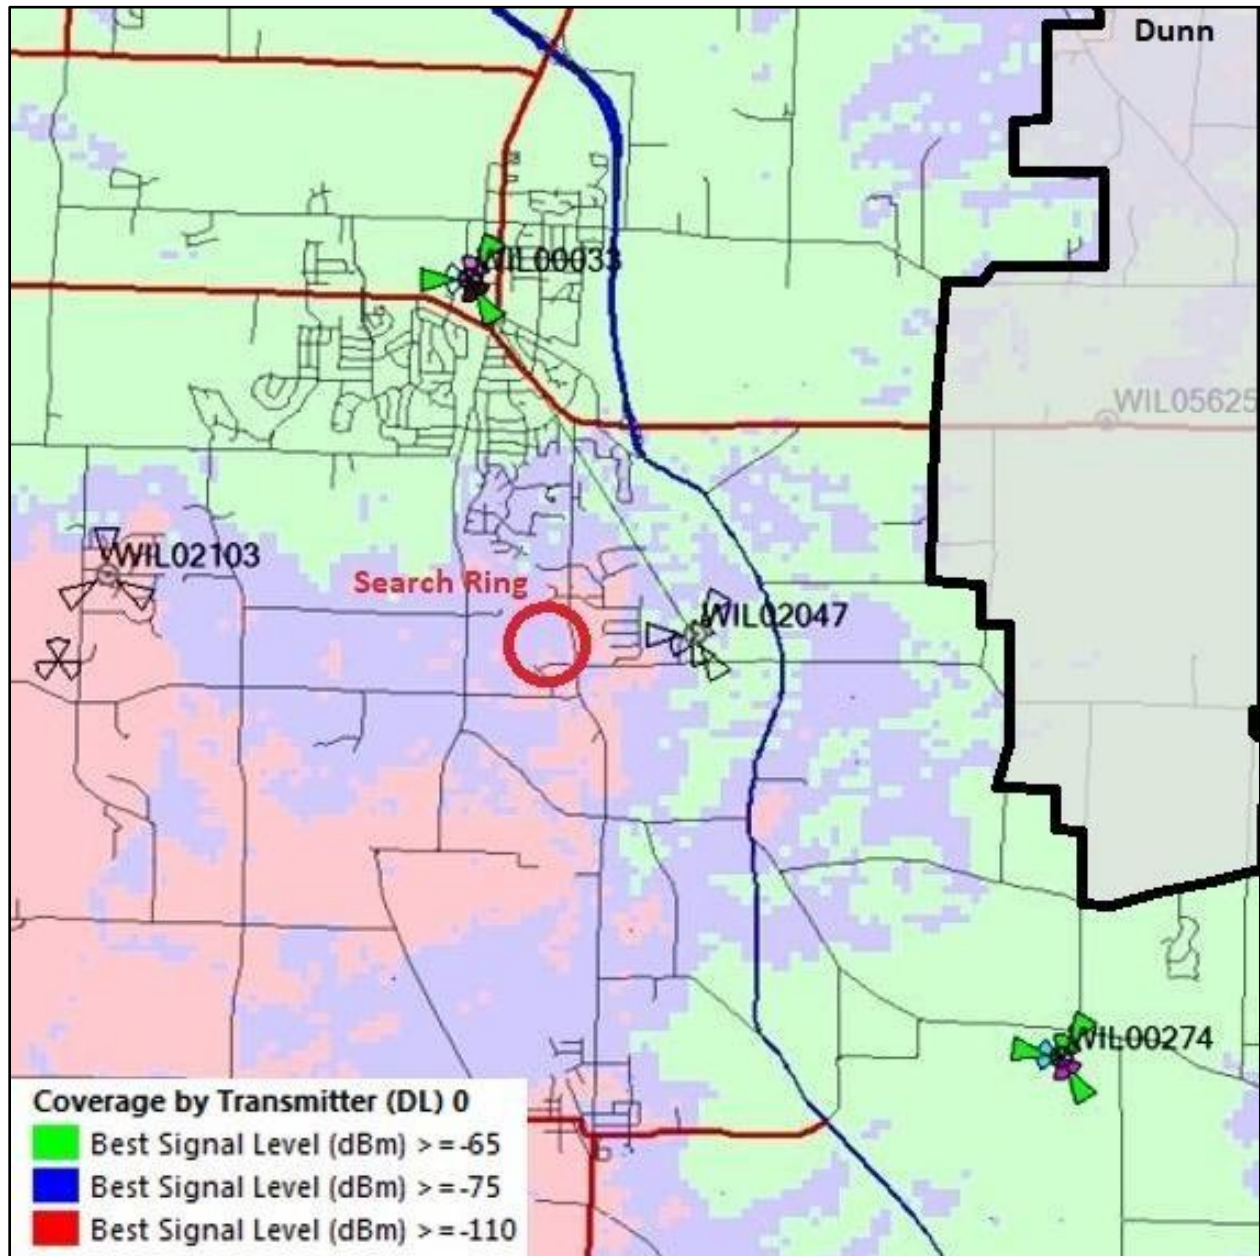 Dunn
WIL00033
WIL05625
WIL02103
Search Ring
WIL02047
WIL00274
Coverage by Transmitter (DL) 0
Best Signal Level (dBm) >=-65
Best Signal Level (dBm) >=-75
Best Signal Level (dBm) >=-110